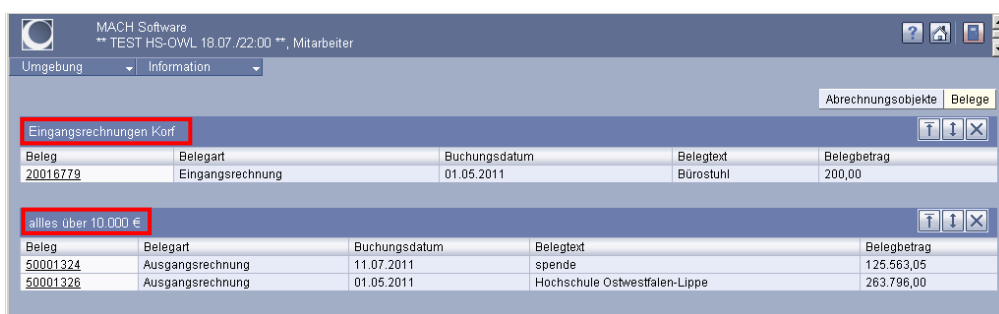 MACH Software
** TEST HS-OWL 18.07./22:00 **, Mitarbeiter
?
Umgebung Information
Abrechnungsobjekte Belege
Eingangsrechnungen Korf
Beleg Belegart Buchungsdatum Belegtext Belegbetrag
20016779 Eingangsrechnung 01.05.2011 Bürostuhl 200,00
allles über 10.000 €
Beleg Belegart Buchungsdatum Belegtext Belegbetrag
50001324 Ausgangsrechnung 11.07.2011 spende 125.563,05
50001326 Ausgangsrechnung 01.05.2011 Hochschule Ostwestfalen-Lippe 263.796,00